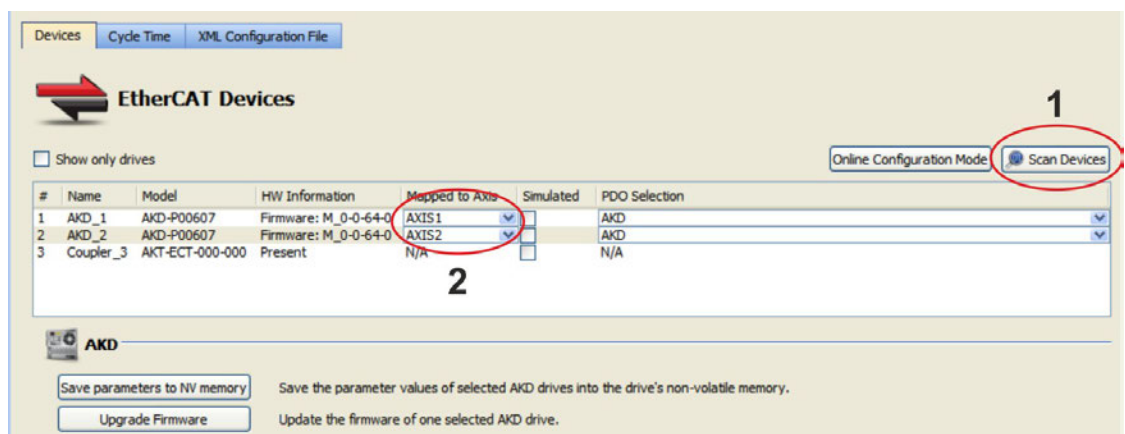 Devices Cycle Time XML Configuration File
EtherCAT Devices
1
Show only drives Online Configuration Mode Scan Devices
# Name Model HW Information Mapped to Axis Simulated PDO Selection
1 AKD_1 AKD-P00607 Firmware: M_0-0-64-0 AXIS1 AKD
2 AKD_2 AKD-P00607 Firmware: M_0-0-64-0 AXIS2 AKD
3 Coupler_3 AKT-ECT-000-000 Present N/A N/A
2
AKD
Save parameters to NV memory Save the parameter values of selected AKD drives into the drive's non-volatile memory.
Upgrade Firmware Update the firmware of one selected AKD drive.